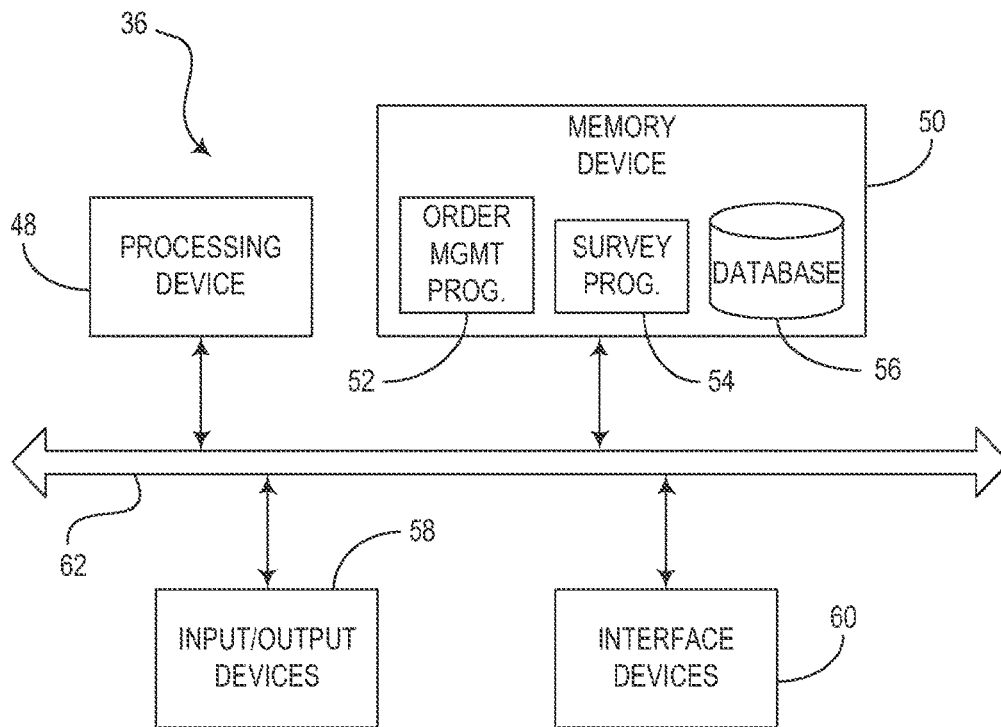 36
MEMORY
DEVICE
50
48
PROCESSING
DEVICE
ORDER
MGMT
PROG.
SURVEY
PROG.
DATABASE
52
54
56
62
58
INPUT/OUTPUT
DEVICES
INTERFACE
DEVICES
60